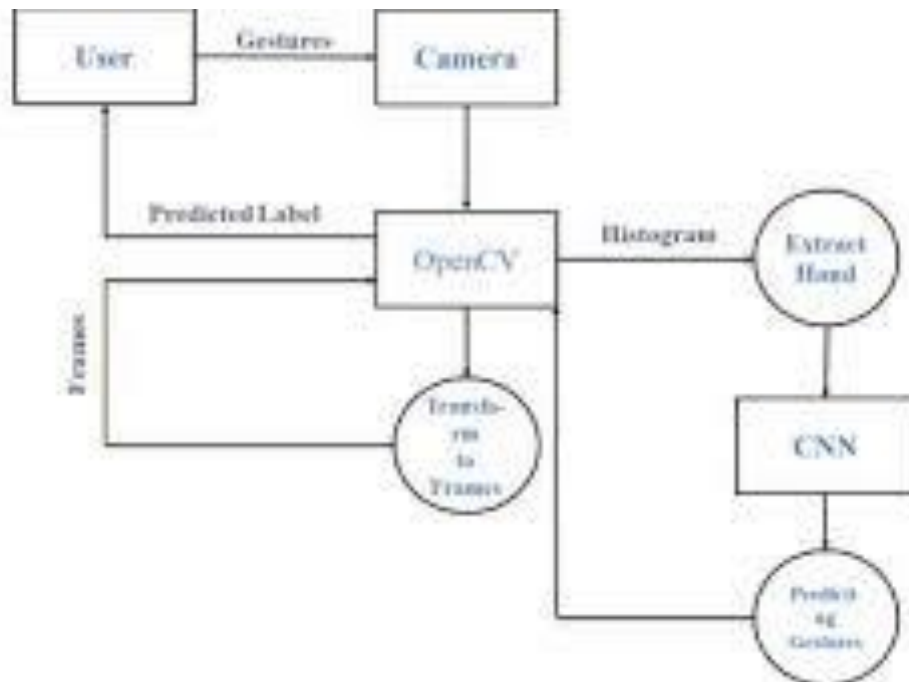 User
Gestures
Camera
Predicted Label
OpenCV
Histogram
Extract
Hand
Frames
Transfo-
rm
to
Frames
CNN
Predicti
ng
Gestures